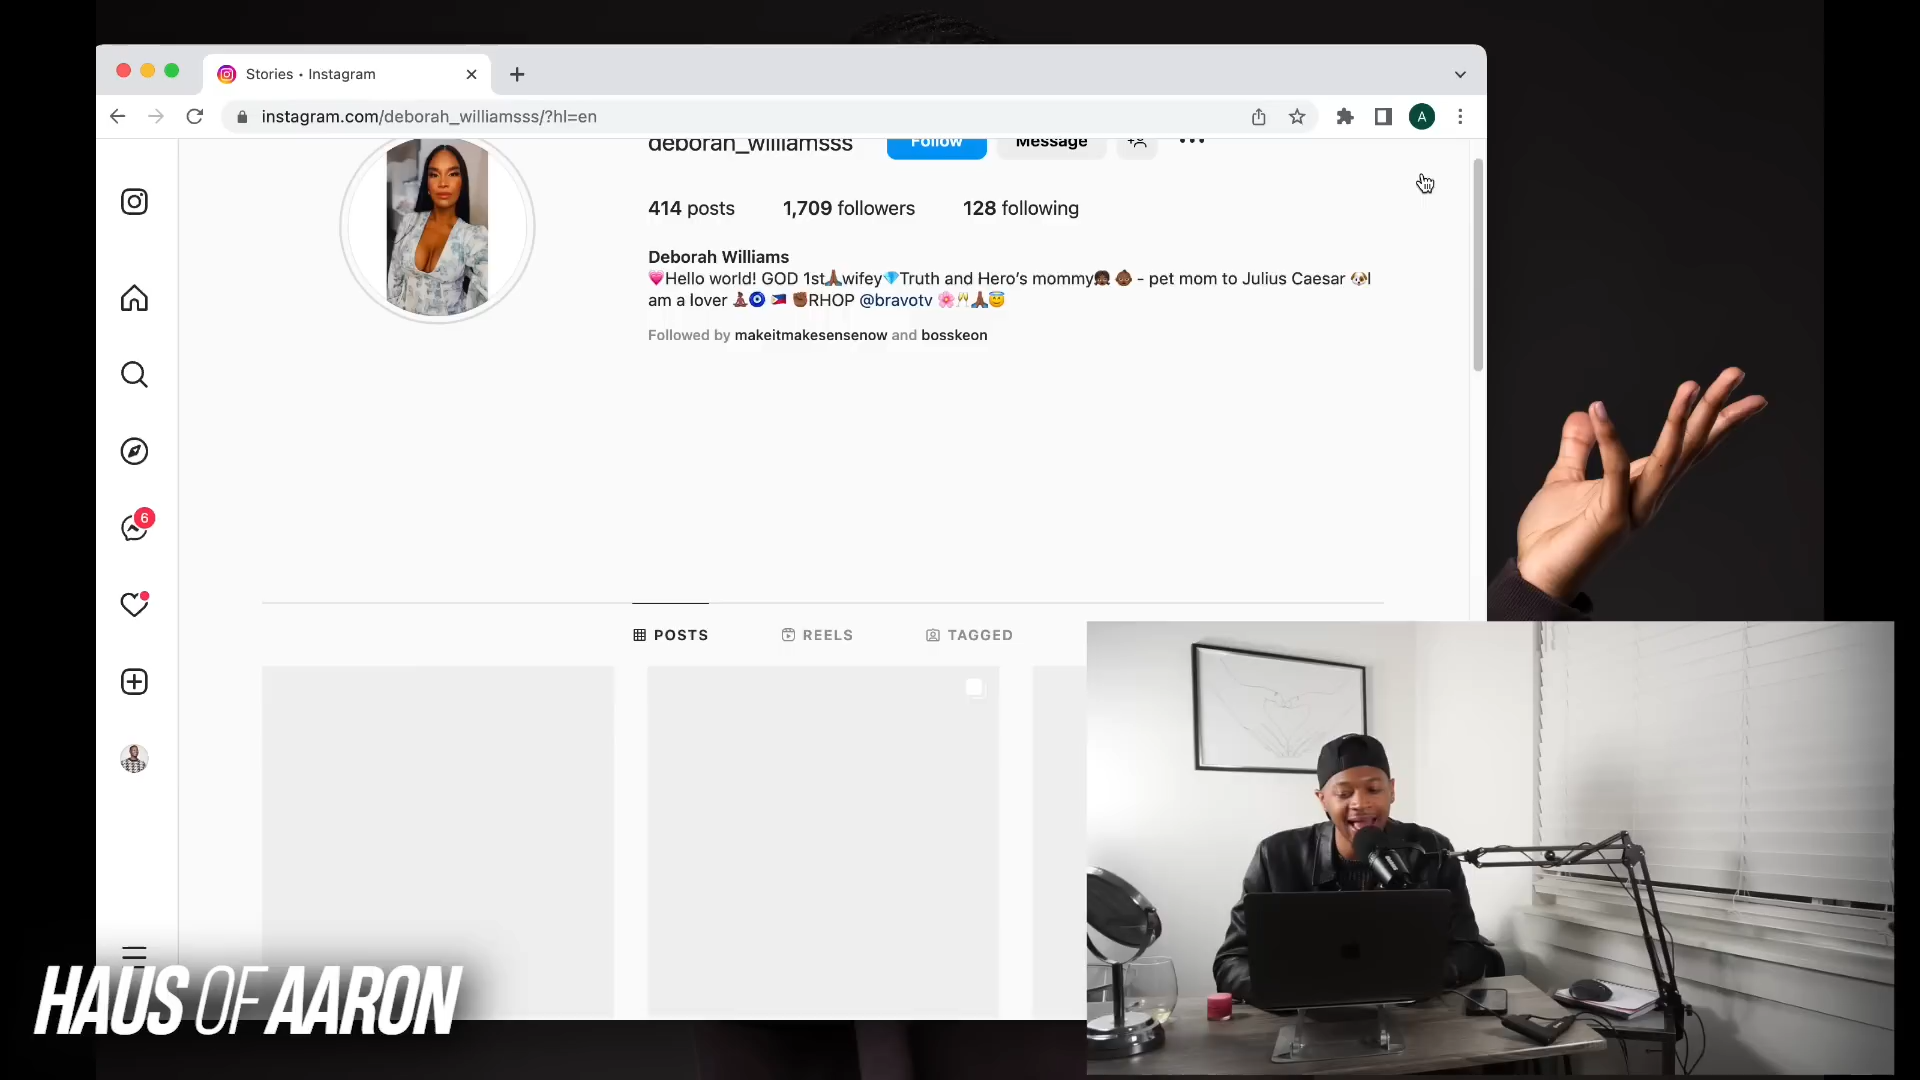 Stories • Instagram
instagram.com/deborah_williamsss/?hl=en
A
deborah_williamsss Follow Message
414 posts 1,709 followers 128 following
Deborah Williams
💗Hello world! GOD 1st🙏🏾wifey💎Truth and Hero's mommy👧🏾 👶🏾 - pet mom to Julius Caesar 🐶I
am a lover 🧘🏾‍♀️🧿 🇵🇭 ✊🏾RHOP @bravotv 🌸🥂🙏🏾😇
Followed by makeitmakesensenow and bosskeon
6
POSTS REELS TAGGED
HAUS OF AARON